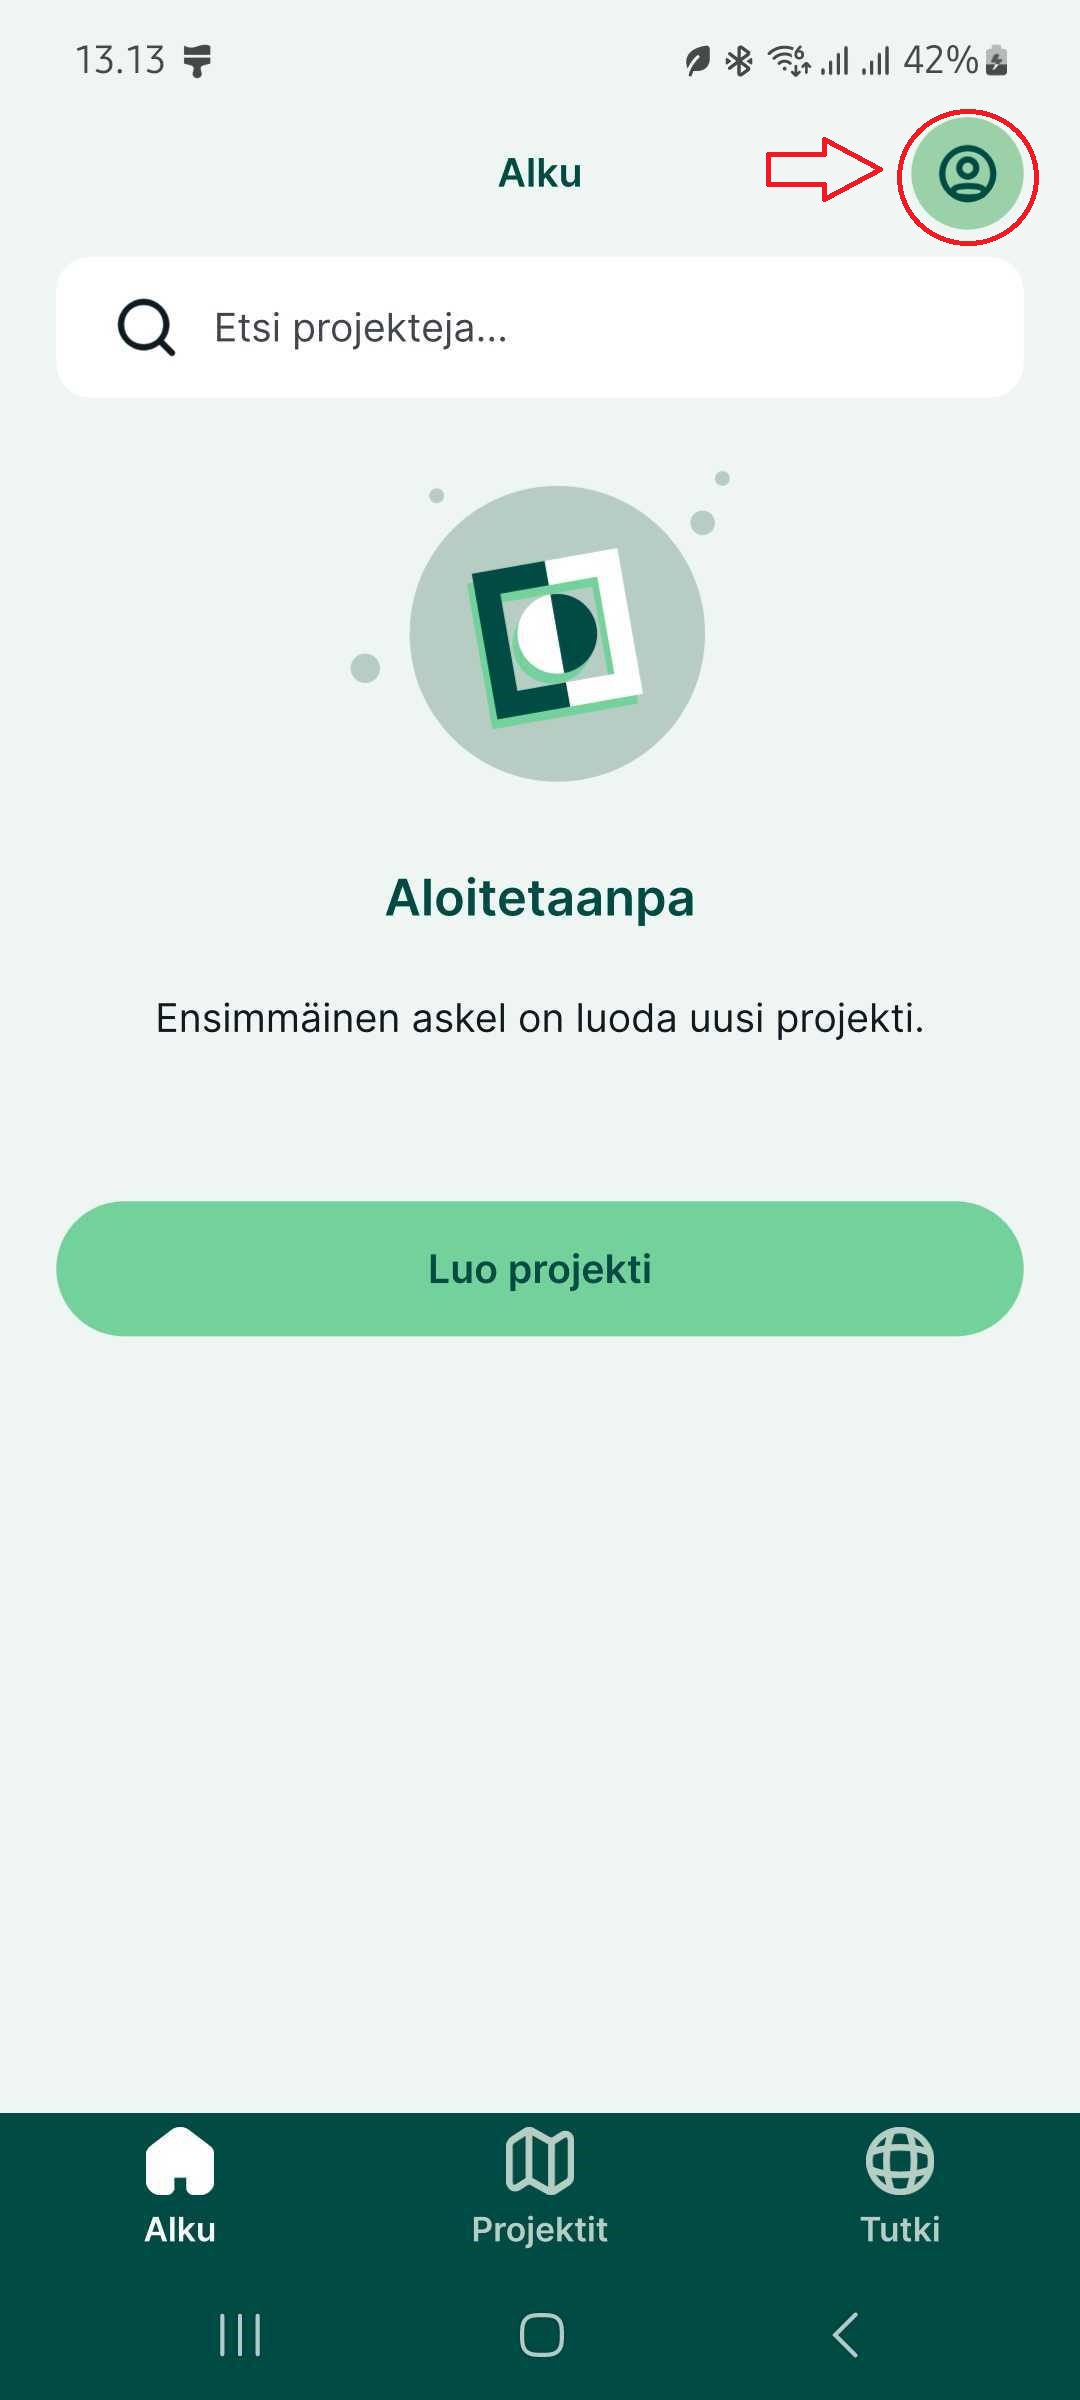 13.13
42%
Alku
Etsi projekteja...
Aloitetaanpa
Ensimmäinen askel on luoda uusi projekti.
Luo projekti
Alku
Projektit
Tutki